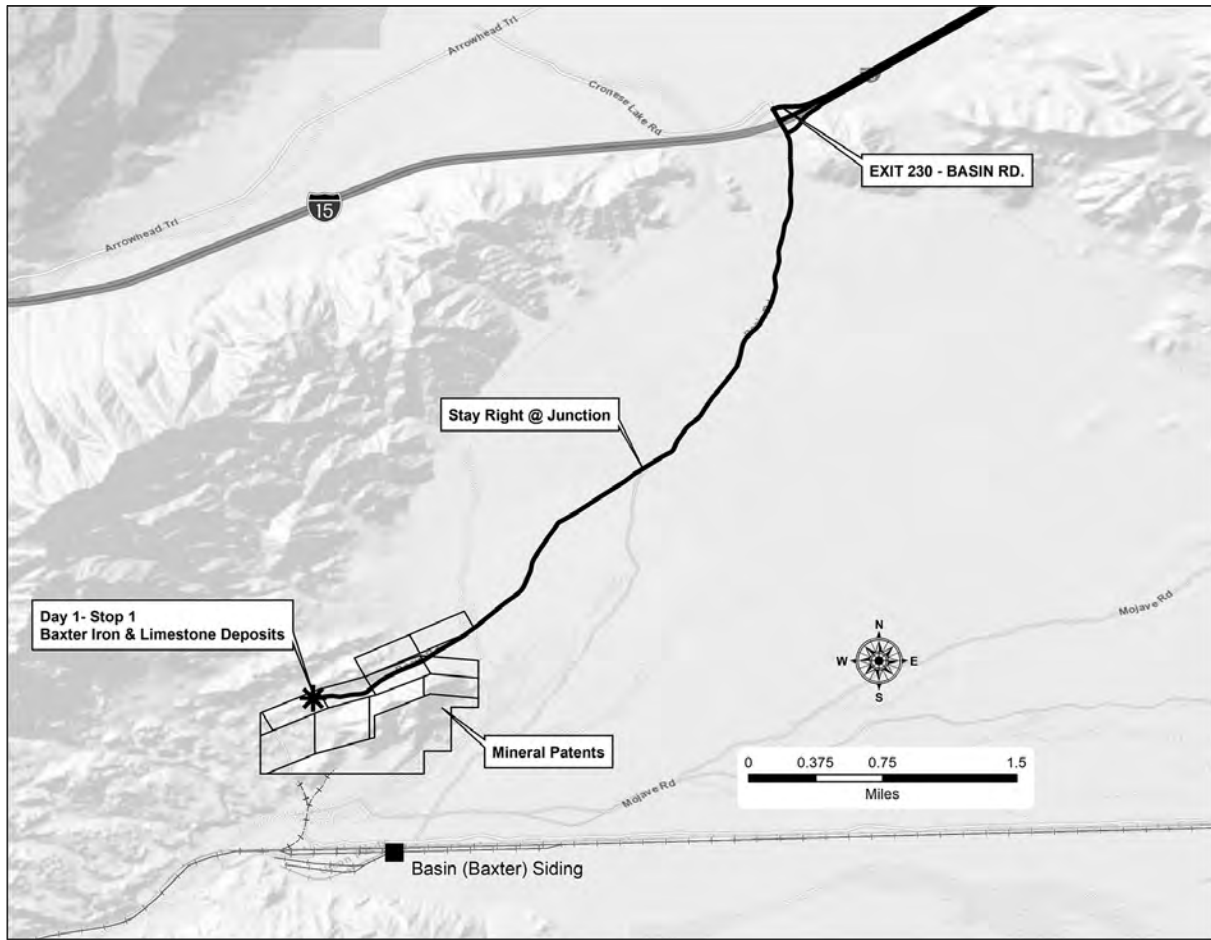 Arrowhead Trl
Cronese Lake Rd
EXIT 230 - BASIN RD.
15
Arrowhead Trl
Stay Right @ Junction
Day 1- Stop 1
Baxter Iron & Limestone Deposits
Mojave Rd
N
W E
S
Mineral Patents
0 0.375 0.75 1.5
Miles
Mojave Rd
Basin (Baxter) Siding